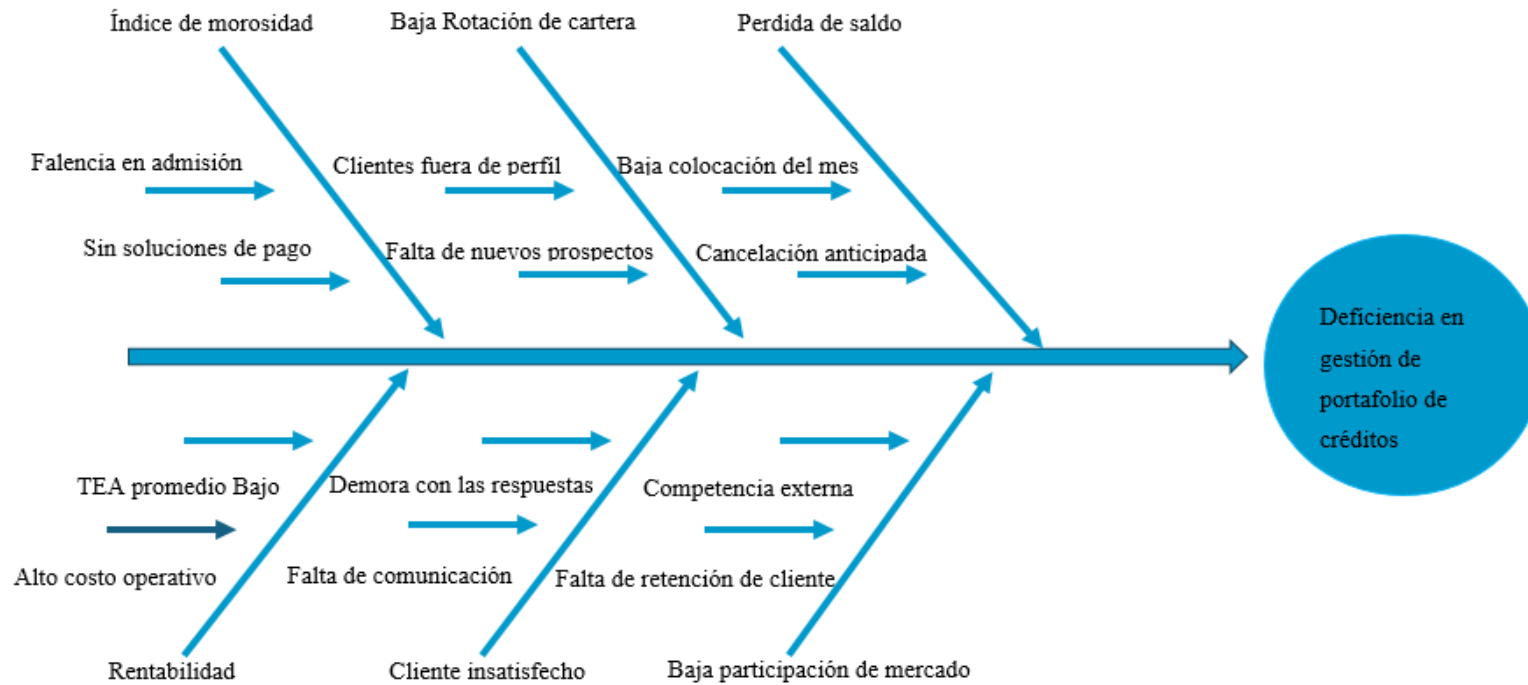 Índice de morosidad
Baja Rotación de cartera
Perdida de saldo
Falencia en admisión
Clientes fuera de perfil
Baja colocación del mes
Sin soluciones de pago
Falta de nuevos prospectos
Cancelación anticipada
Deficiencia en
gestión de
portafolio de
créditos
TEA promedio Bajo
Demora con las respuestas
Competencia externa
Alto costo operativo
Falta de comunicación
Falta de retención de cliente
Rentabilidad
Cliente insatisfecho
Baja participación de mercado